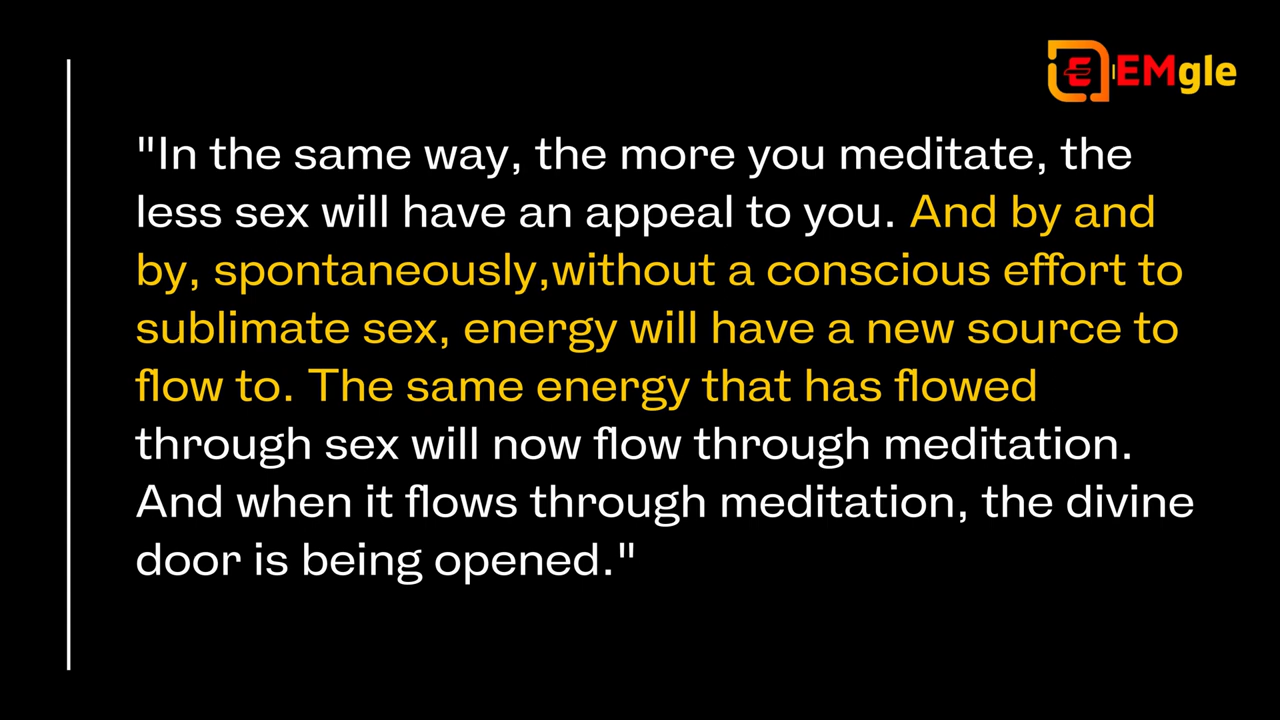 EMgle
"In the same way, the more you meditate, the
less sex will have an appeal to you. And by and
by, spontaneously,without a conscious effort to
sublimate sex, energy will have a new source to
flow to. The same energy that has flowed
through sex will now flow through meditation.
And when it flows through meditation, the divine
door is being opened."